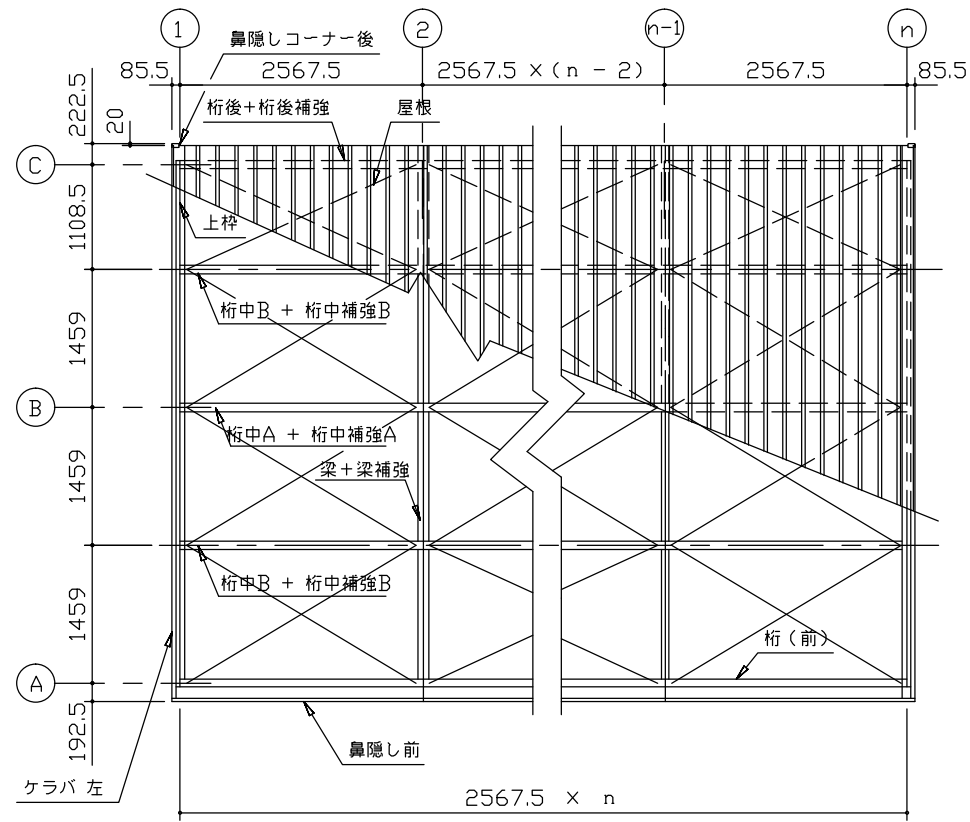 1
2
n-1
n
鼻隠しコーナー後
85.5
2567.5
2567.5 ×(n - 2)
2567.5
85.5
222.5
20
桁後+桁後補強
屋根
C
上枠
1108.5
桁中B + 桁中補強B
1459
B
桁中A + 桁中補強A
梁+梁補強
1459
桁中B + 桁中補強B
1459
桁(前)
A
192.5
鼻隠し前
ケラバ 左
2567.5 × n